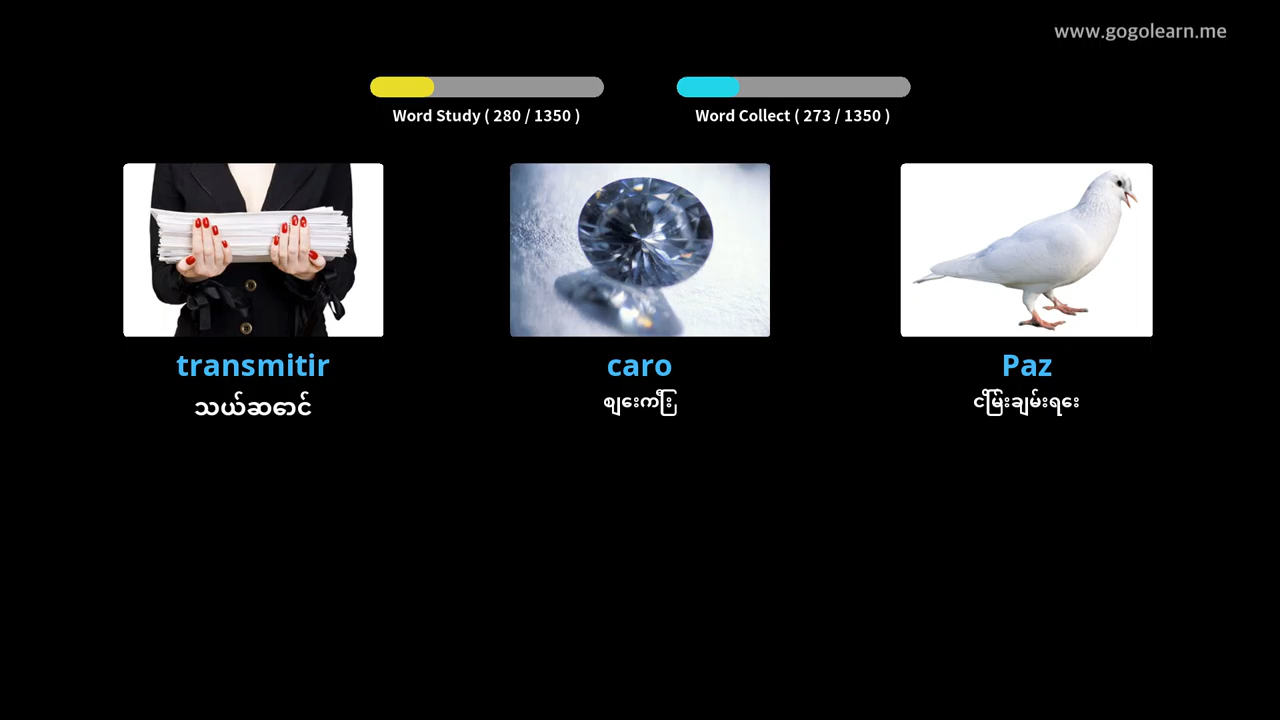 www.gogolearn.me
Word Study ( 280 / 1350 )
Word Collect ( 273 / 1350 )
transmitir
သယ်ဆောင်
caro
ဈေးကြီး
Paz
ငြိမ်းချမ်းရေး